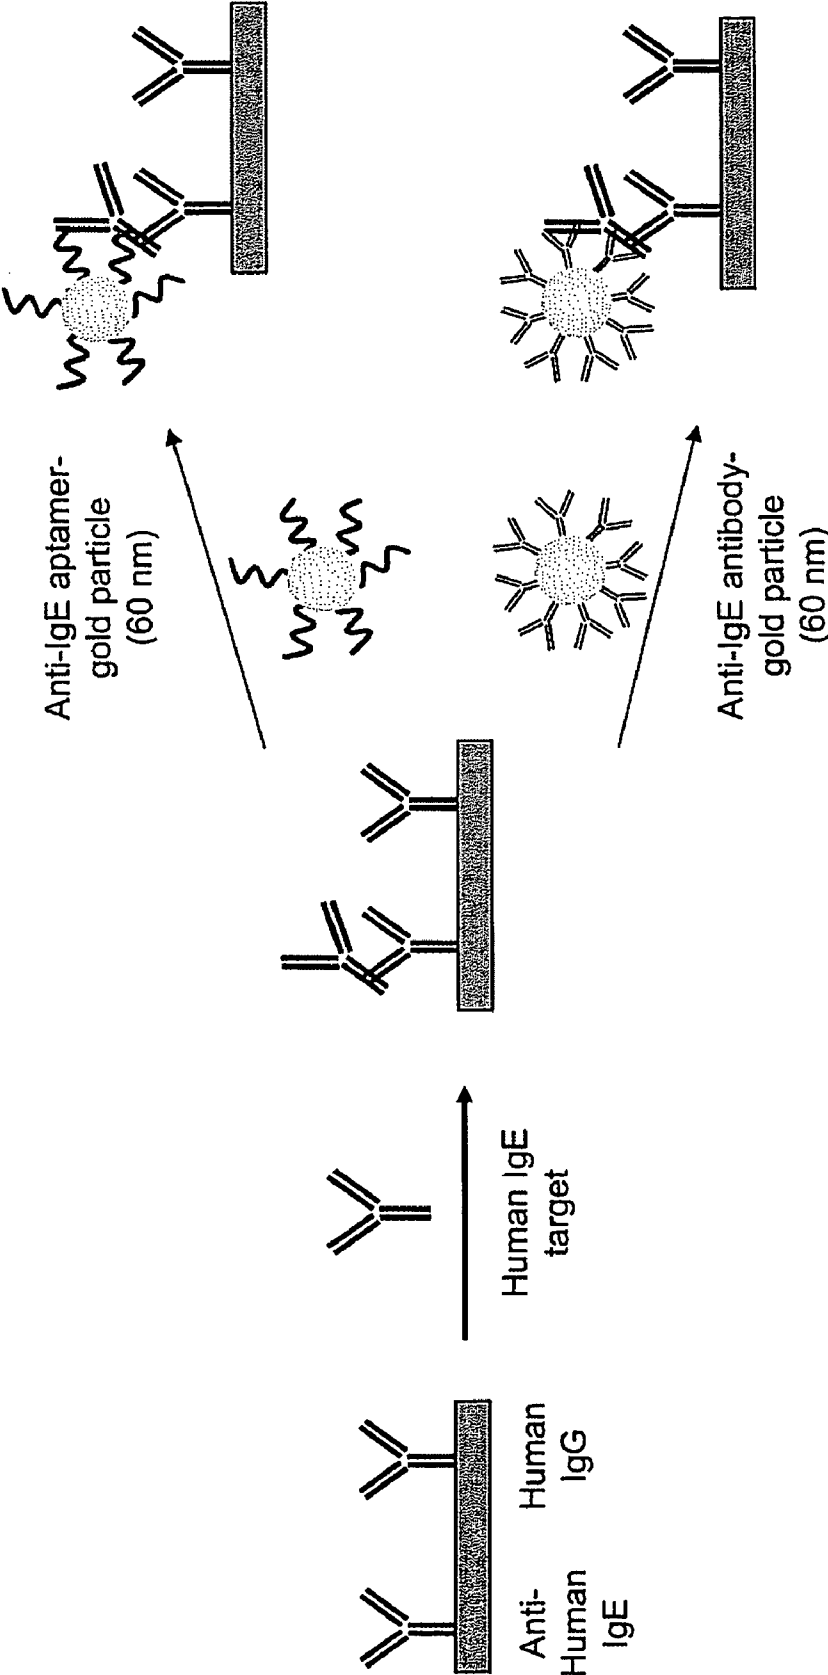 Anti-
Human
IgE
Human
IgG
Human IgE
target
Anti-IgE aptamer-
gold particle
(60 nm)
Anti-IgE antibody-
gold particle
(60 nm)